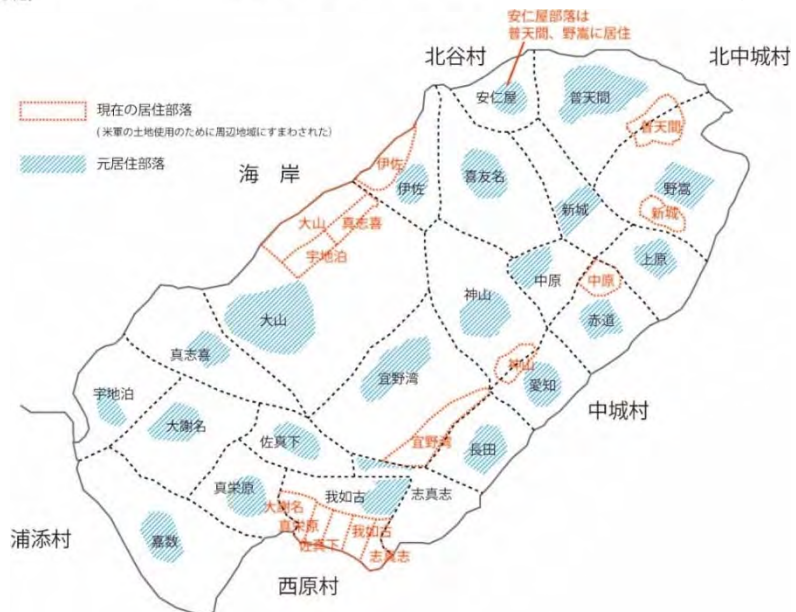 安仁屋部落は
普天間、野嵩に居住
北谷村
北中城村
現在の居住部落
(米軍の土地使用のために周辺地域にすまわされた)
元居住部落
海 岸
安仁屋
普天間
普天間
伊佐
伊佐
喜友名
野嵩
新城
新城
大山
真志喜
宇地泊
上原
中原
中原
神山
赤道
大山
真志喜
宜野湾
神山
愛知
宇地泊
中城村
大謝名
佐真下
宜野湾
長田
真栄原
我如古
志真志
大謝名
真栄原
我如古
佐真下
志真志
嘉数
浦添村
西原村